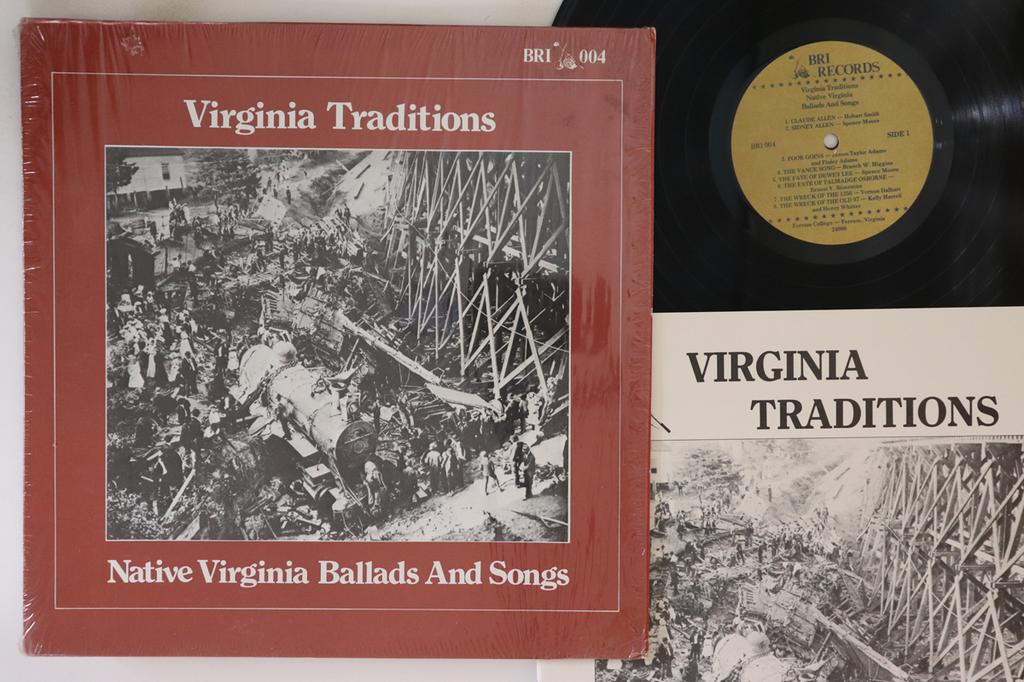 BRI 004
Virginia Traditions
Native Virginia Ballads And Songs
BRI
RECORDS
Virginia Traditions
Native Virginia
Ballads And Songs
1. CLAUDE ALLEN — Hobart Smith
2. SIDNEY ALLEN — Spence Moore
BRI 004
SIDE 1
3. POOR GOINS — James Taylor Adams
and Finley Adams
4. THE VANCE SONG — Branch W. Higgins
5. THE FATE OF DEWEY LEE — Spence Moore
6. THE FATE OF TALMADGE OSBORNE —
Ernest V. Stoneman
7. THE WRECK OF THE 1256 — Vernon Dalhart
8. THE WRECK OF THE OLD 97 — Kelly Harrell
and Henry Whitter
Ferrum College — Ferrum, Virginia
24088
VIRGINIA
TRADITIONS